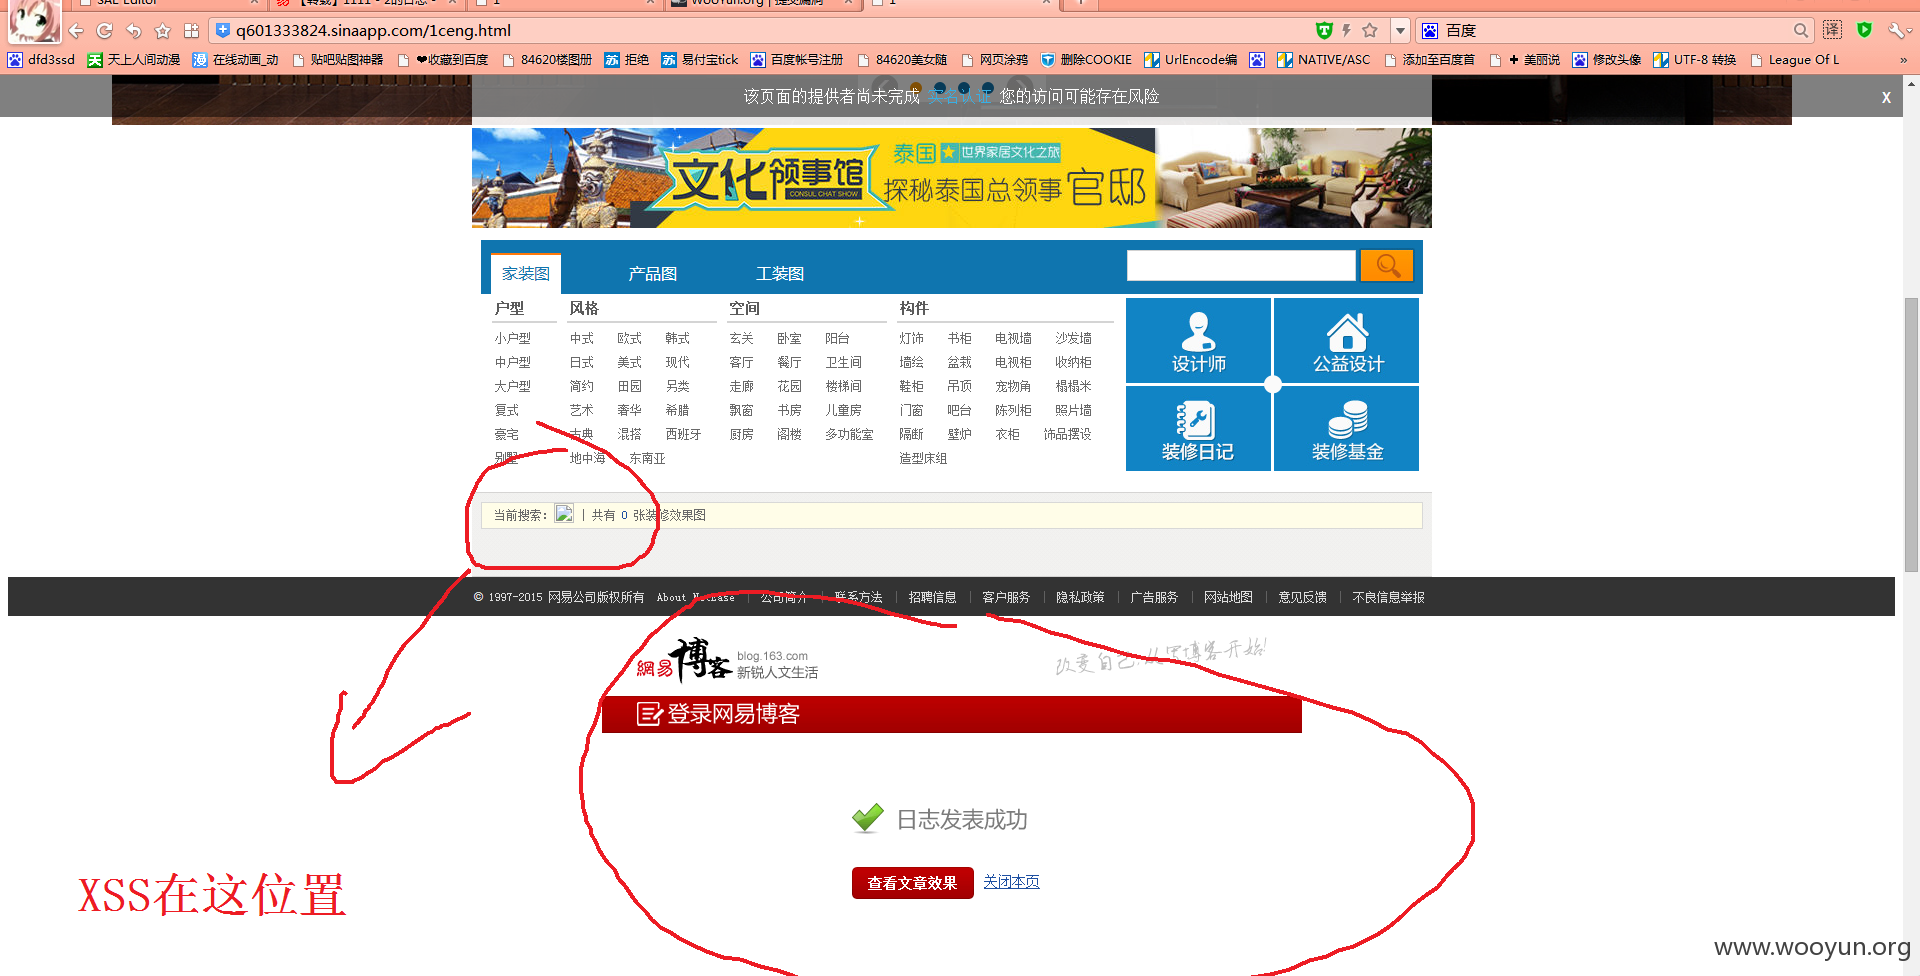 SAE Editor
【转载】1111 - 2的日志 -
1
WooYun.org | 提交漏洞
1
q601333824.sinaapp.com/1ceng.html
百度
译
dfd3ssd 天上人间动漫 在线动画_动 贴吧贴图神器 ❤收藏到百度 84620楼图册 拒绝 易付宝tick 百度帐号注册 84620美女随 网页涂鸦 删除COOKIE UrlEncode编 NATIVE/ASC 添加至百度首 美丽说 修改头像 UTF-8 转换 League Of L »
该页面的提供者尚未完成 实名认证 您的访问可能存在风险 X
泰国 ★ 世界家居文化之旅
文化领事馆
CONSUL CHAT SHOW
探秘泰国总领事官邸
家装图 产品图 工装图
户型 风格 空间 构件
小户型 中式 欧式 韩式 玄关 卧室 阳台 灯饰 书柜 电视墙 沙发墙
中户型 日式 美式 现代 客厅 餐厅 卫生间 墙绘 盆栽 电视柜 收纳柜
大户型 简约 田园 另类 走廊 花园 楼梯间 鞋柜 吊顶 宠物角 榻榻米
复式 艺术 奢华 希腊 飘窗 书房 儿童房 门窗 吧台 陈列柜 照片墙
豪宅 古典 混搭 西班牙 厨房 阁楼 多功能室 隔断 壁炉 衣柜 饰品摆设
别墅 地中海 东南亚 造型床组
设计师 公益设计
装修日记 装修基金
当前搜索： | 共有 0 张装修效果图
© 1997-2015 网易公司版权所有 About NetEase | 公司简介 | 联系方法 | 招聘信息 | 客户服务 | 隐私政策 | 广告服务 | 网站地图 | 意见反馈 | 不良信息举报
網易博客 blog.163.com
新锐人文生活
改变自己,从写博客开始!
登录网易博客
日志发表成功
查看文章效果 关闭本页
XSS在这位置
www.wooyun.org